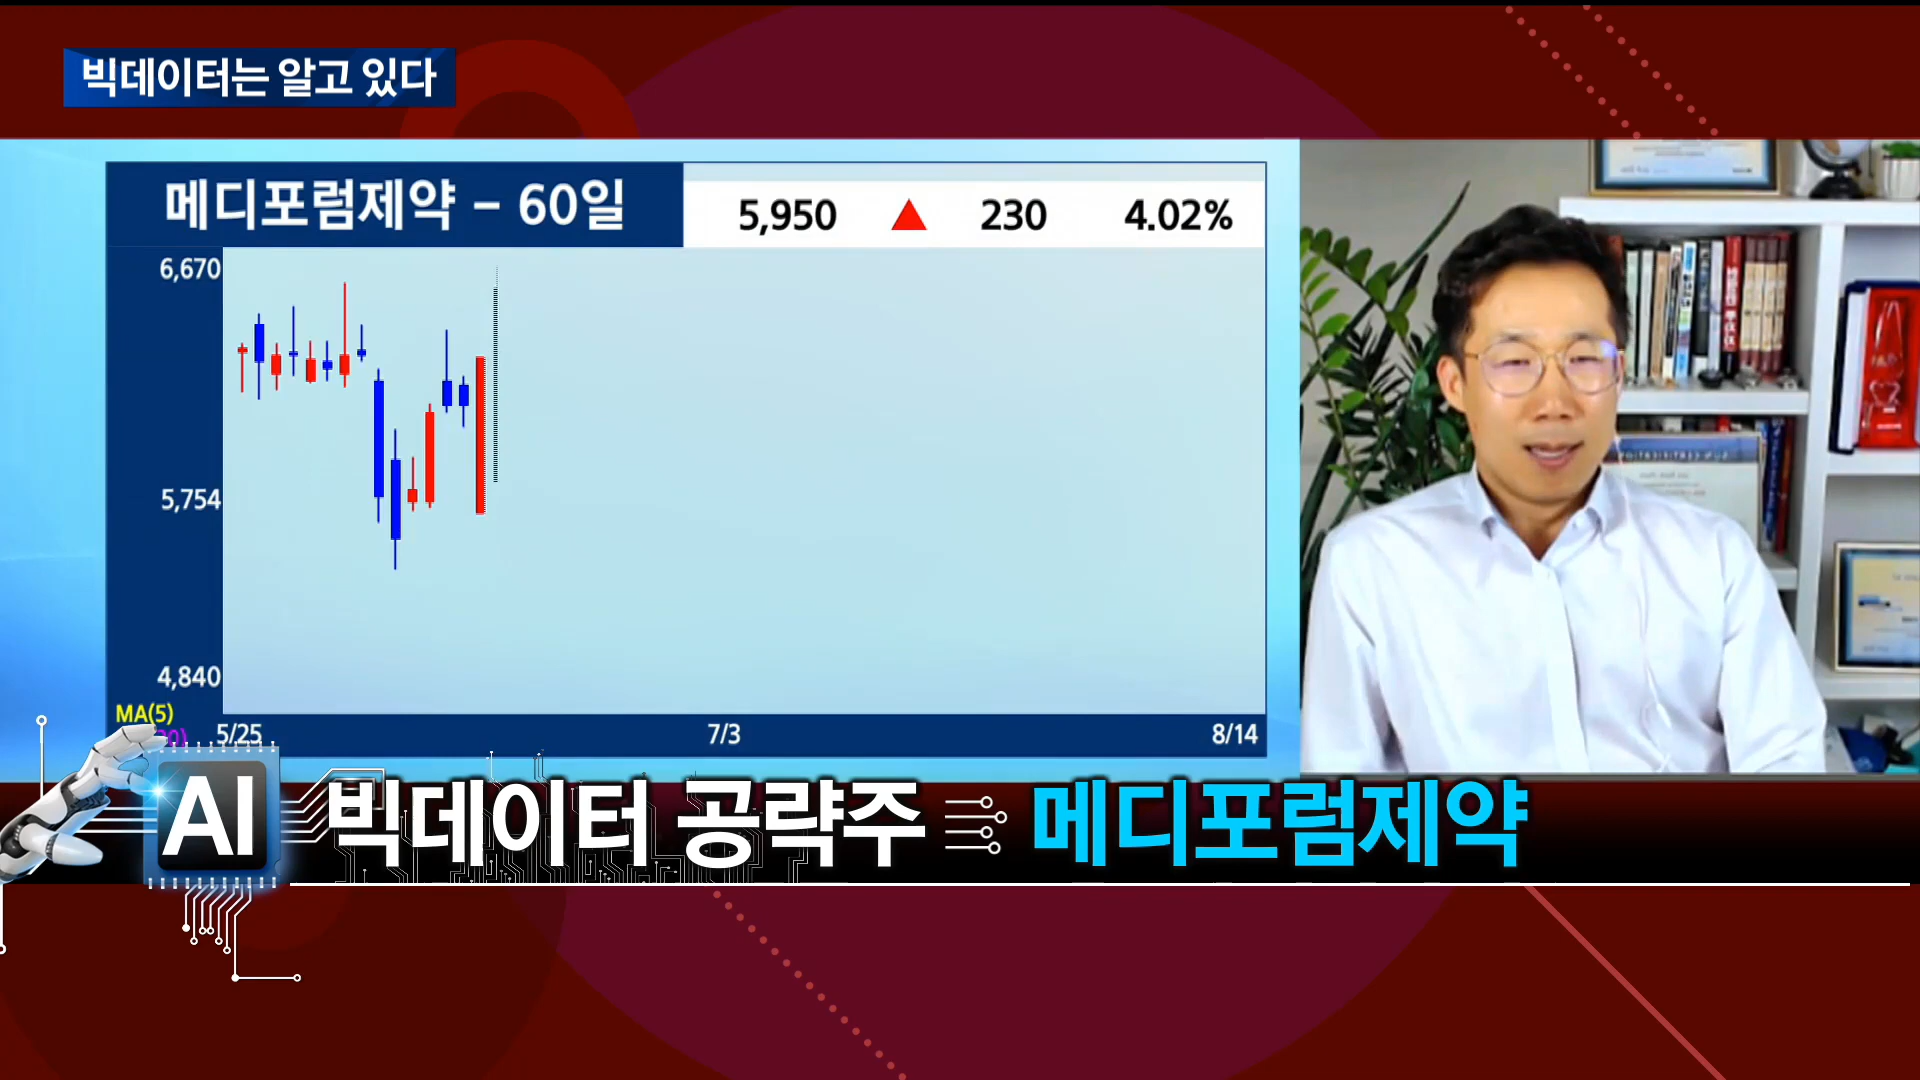 빅데이터는 알고 있다
메디포럼제약 - 60일
5,950 ▲ 230 4.02%
6,670
5,754
4,840
MA(5)
5/25 7/3 8/14
AI 빅데이터 공략주 메디포럼제약